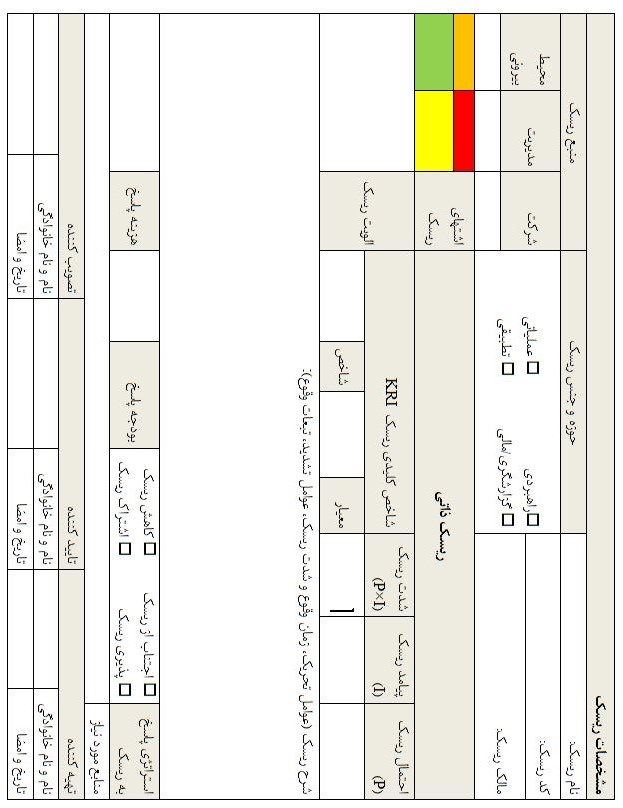 مشخصات ریسک
نام ریسک:
حوزه و جنس ریسک
منبع ریسک
کد ریسک:
مالک ریسک:
راهبردی
عملیاتی
گزارشگری/مالی
تطبیقی
شرکت
مدیریت
محیط بیرونی
ریسک ذاتی
اشتهای ریسک
احتمال ریسک (P)
پیامد ریسک (I)
شدت ریسک (P×I)
شاخص کلیدی ریسک KRI
الویت ریسک
معیار
شاخص
شرح ریسک (عوامل تحریک، زمان وقوع و شدت ریسک، عوامل تشدید، تبعات وقوع):
استراتژی پاسخ به ریسک
اجتناب از ریسک
کاهش ریسک
پذیری ریسک
اشتراک ریسک
بودجه پاسخ
هزینه پاسخ
منابع مورد نیاز
تهیه کننده
تایید کننده
تصویب کننده
نام و نام خانوادگی
نام و نام خانوادگی
نام و نام خانوادگی
تاریخ و امضا
تاریخ و امضا
تاریخ و امضا